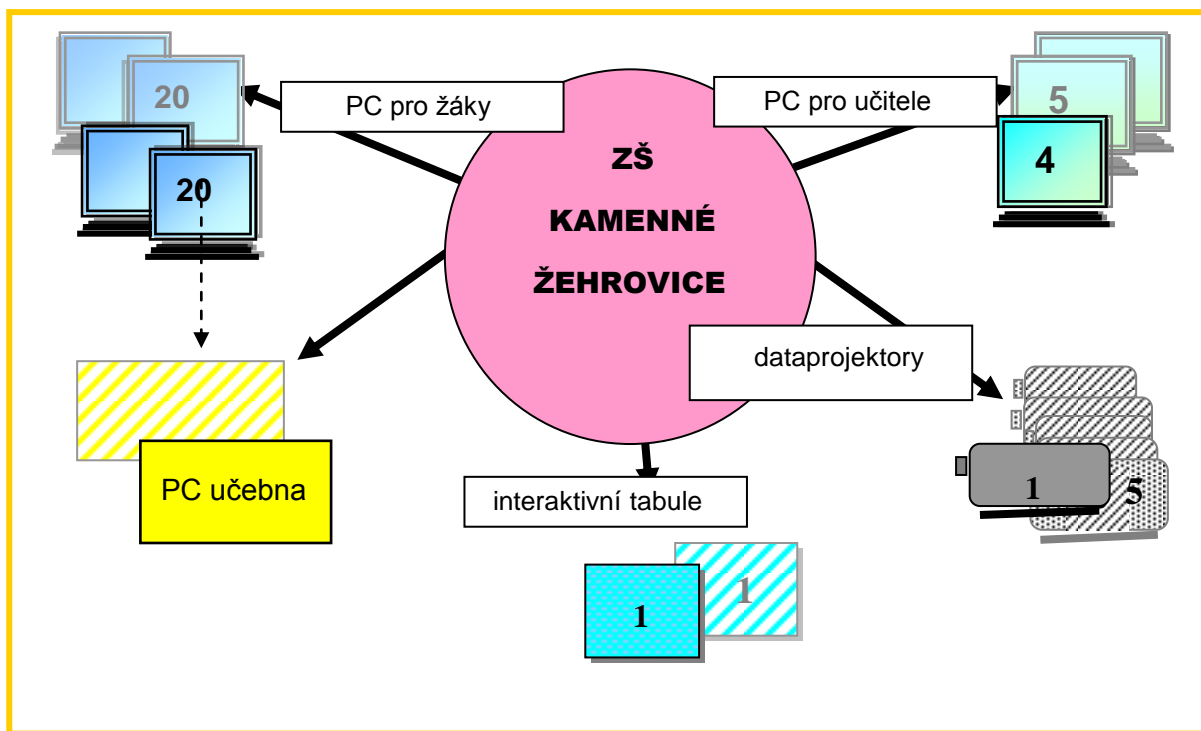 20
PC pro žáky
PC pro učitele
5
ZŠ
4
20
KAMENNÉ
ŽEHROVICE
dataprojektory
PC učebna
interaktivní tabule
1
5
1
1